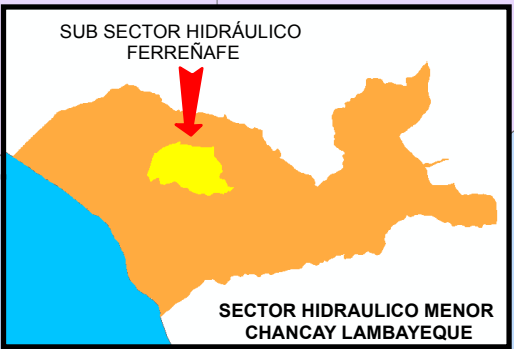 SUB SECTOR HIDRÁULICO
FERREÑAFE
SECTOR HIDRAULICO MENOR
CHANCAY LAMBAYEQUE